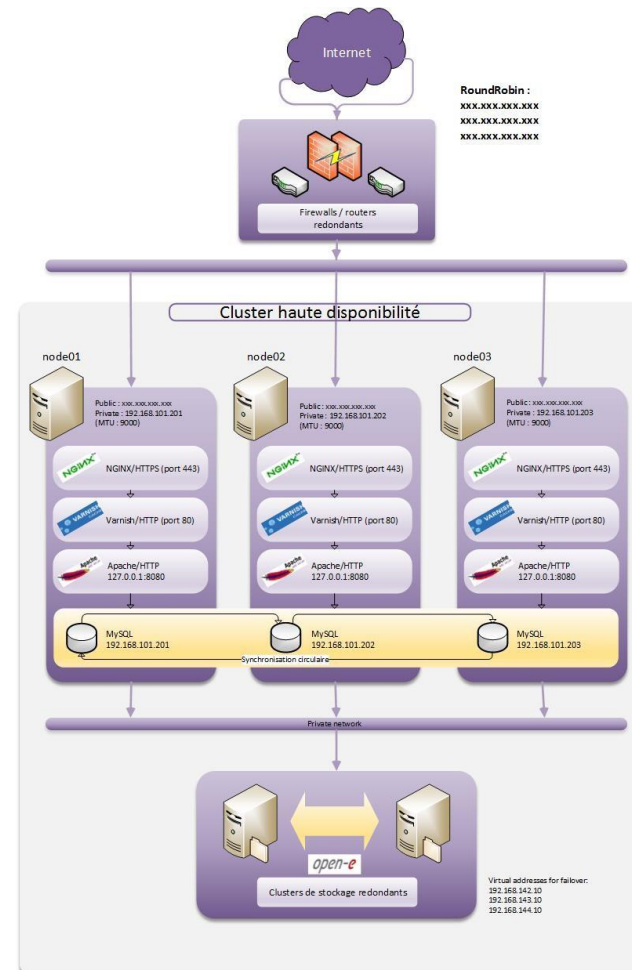 Internet
RoundRobin :
xxx.xxx.xxx.xxx
xxx.xxx.xxx.xxx
xxx.xxx.xxx.xxx
Firewalls / routers
redondants
Cluster haute disponibilité
node01
Public : xxx.xxx.xxx.xxx
Private : 192.168.101.201
(MTU : 9000)
NGINX
NGINX/HTTPS (port 443)
VARNISH
Varnish/HTTP (port 80)
Apache
Apache/HTTP
127.0.0.1:8080
MySQL
192.168.101.201
node02
Public : xxx.xxx.xxx.xxx
Private : 192.168.101.202
(MTU : 9000)
NGINX
NGINX/HTTPS (port 443)
VARNISH
Varnish/HTTP (port 80)
Apache
Apache/HTTP
127.0.0.1:8080
MySQL
192.168.101.202
node03
Public : xxx.xxx.xxx.xxx
Private : 192.168.101.203
(MTU : 9000)
NGINX
NGINX/HTTPS (port 443)
VARNISH
Varnish/HTTP (port 80)
Apache
Apache/HTTP
127.0.0.1:8080
MySQL
192.168.101.203
Synchronisation circulaire
Private network
open-e
Clusters de stockage redondants
Virtual addresses for failover:
192.168.142.10
192.168.143.10
192.168.144.10